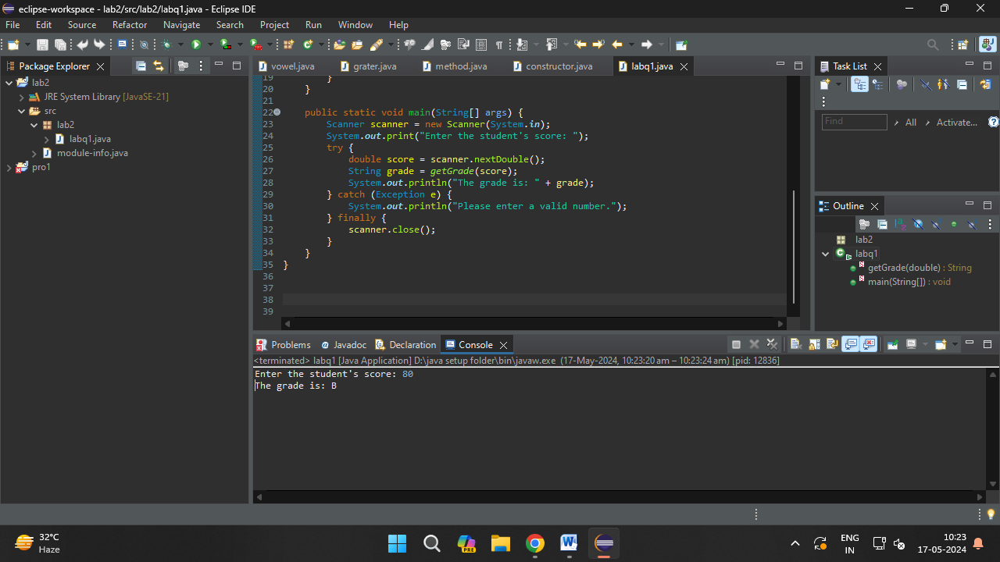 eclipse-workspace - lab2/src/lab2/labq1.java - Eclipse IDE
File Edit Source Refactor Navigate Search Project Run Window Help
Package Explorer
lab2
JRE System Library [JavaSE-21]
src
lab2
labq1.java
module-info.java
pro1
vowel.java grater.java method.java constructor.java labq1.java
19 }
20 }
21
22 public static void main(String[] args) {
23 Scanner scanner = new Scanner(System.in);
24 System.out.print("Enter the student's score: ");
25 try {
26 double score = scanner.nextDouble();
27 String grade = getGrade(score);
28 System.out.println("The grade is: " + grade);
29 } catch (Exception e) {
30 System.out.println("Please enter a valid number.");
31 } finally {
32 scanner.close();
33 }
34 }
35 }
36
37
38
39
Task List
Find All Activate...
Outline
lab2
labq1
getGrade(double) : String
main(String[]) : void
Problems Javadoc Declaration Console
<terminated> labq1 [Java Application] D:\java setup folder\bin\javaw.exe (17-May-2024, 10:23:20 am – 10:23:24 am) [pid: 12836]
Enter the student's score: 80
The grade is: B
32°C
Haze
PRE
ENG
IN
10:23
17-05-2024